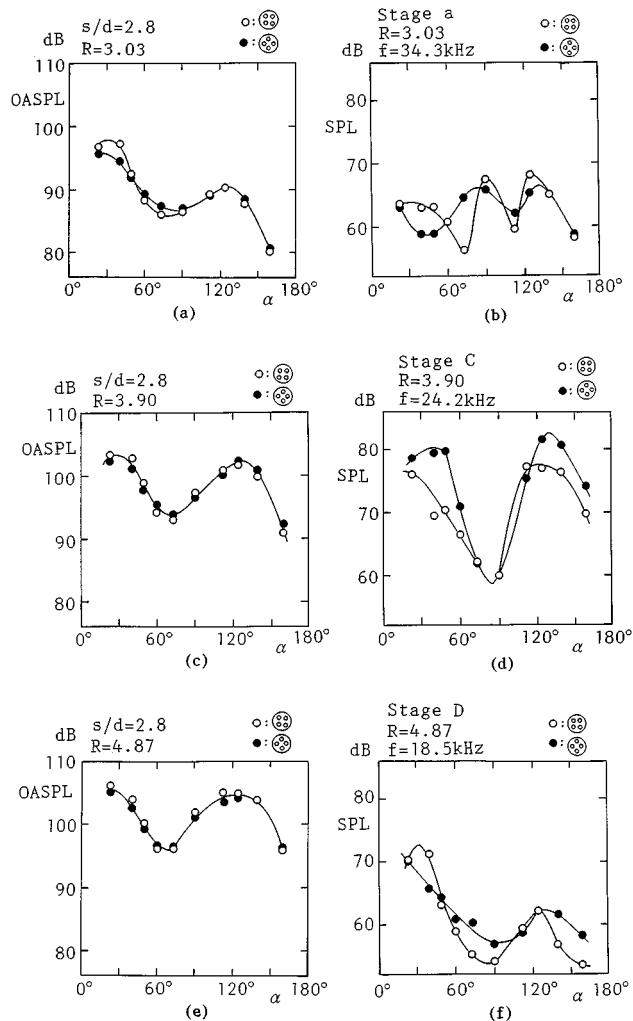 s/d=2.8
dB R=3.03
110
OASPL
100
90
80
0° 60° 120° α 180°
(a)
Stage a
R=3.03
dB f=34.3kHz
80
SPL
70
60
0° 60° 120° α 180°
(b)
s/d=2.8
dB R=3.90
110
OASPL
100
90
80
0° 60° 120° α 180°
(c)
Stage C
R=3.90
dB f=24.2kHz
80
SPL
70
60
0° 60° 120° α 180°
(d)
s/d=2.8
dB R=4.87
110
OASPL
100
90
80
0° 60° 120° α 180°
(e)
Stage D
R=4.87
dB f=18.5kHz
80
SPL
70
60
0° 60° 120° α 180°
(f)